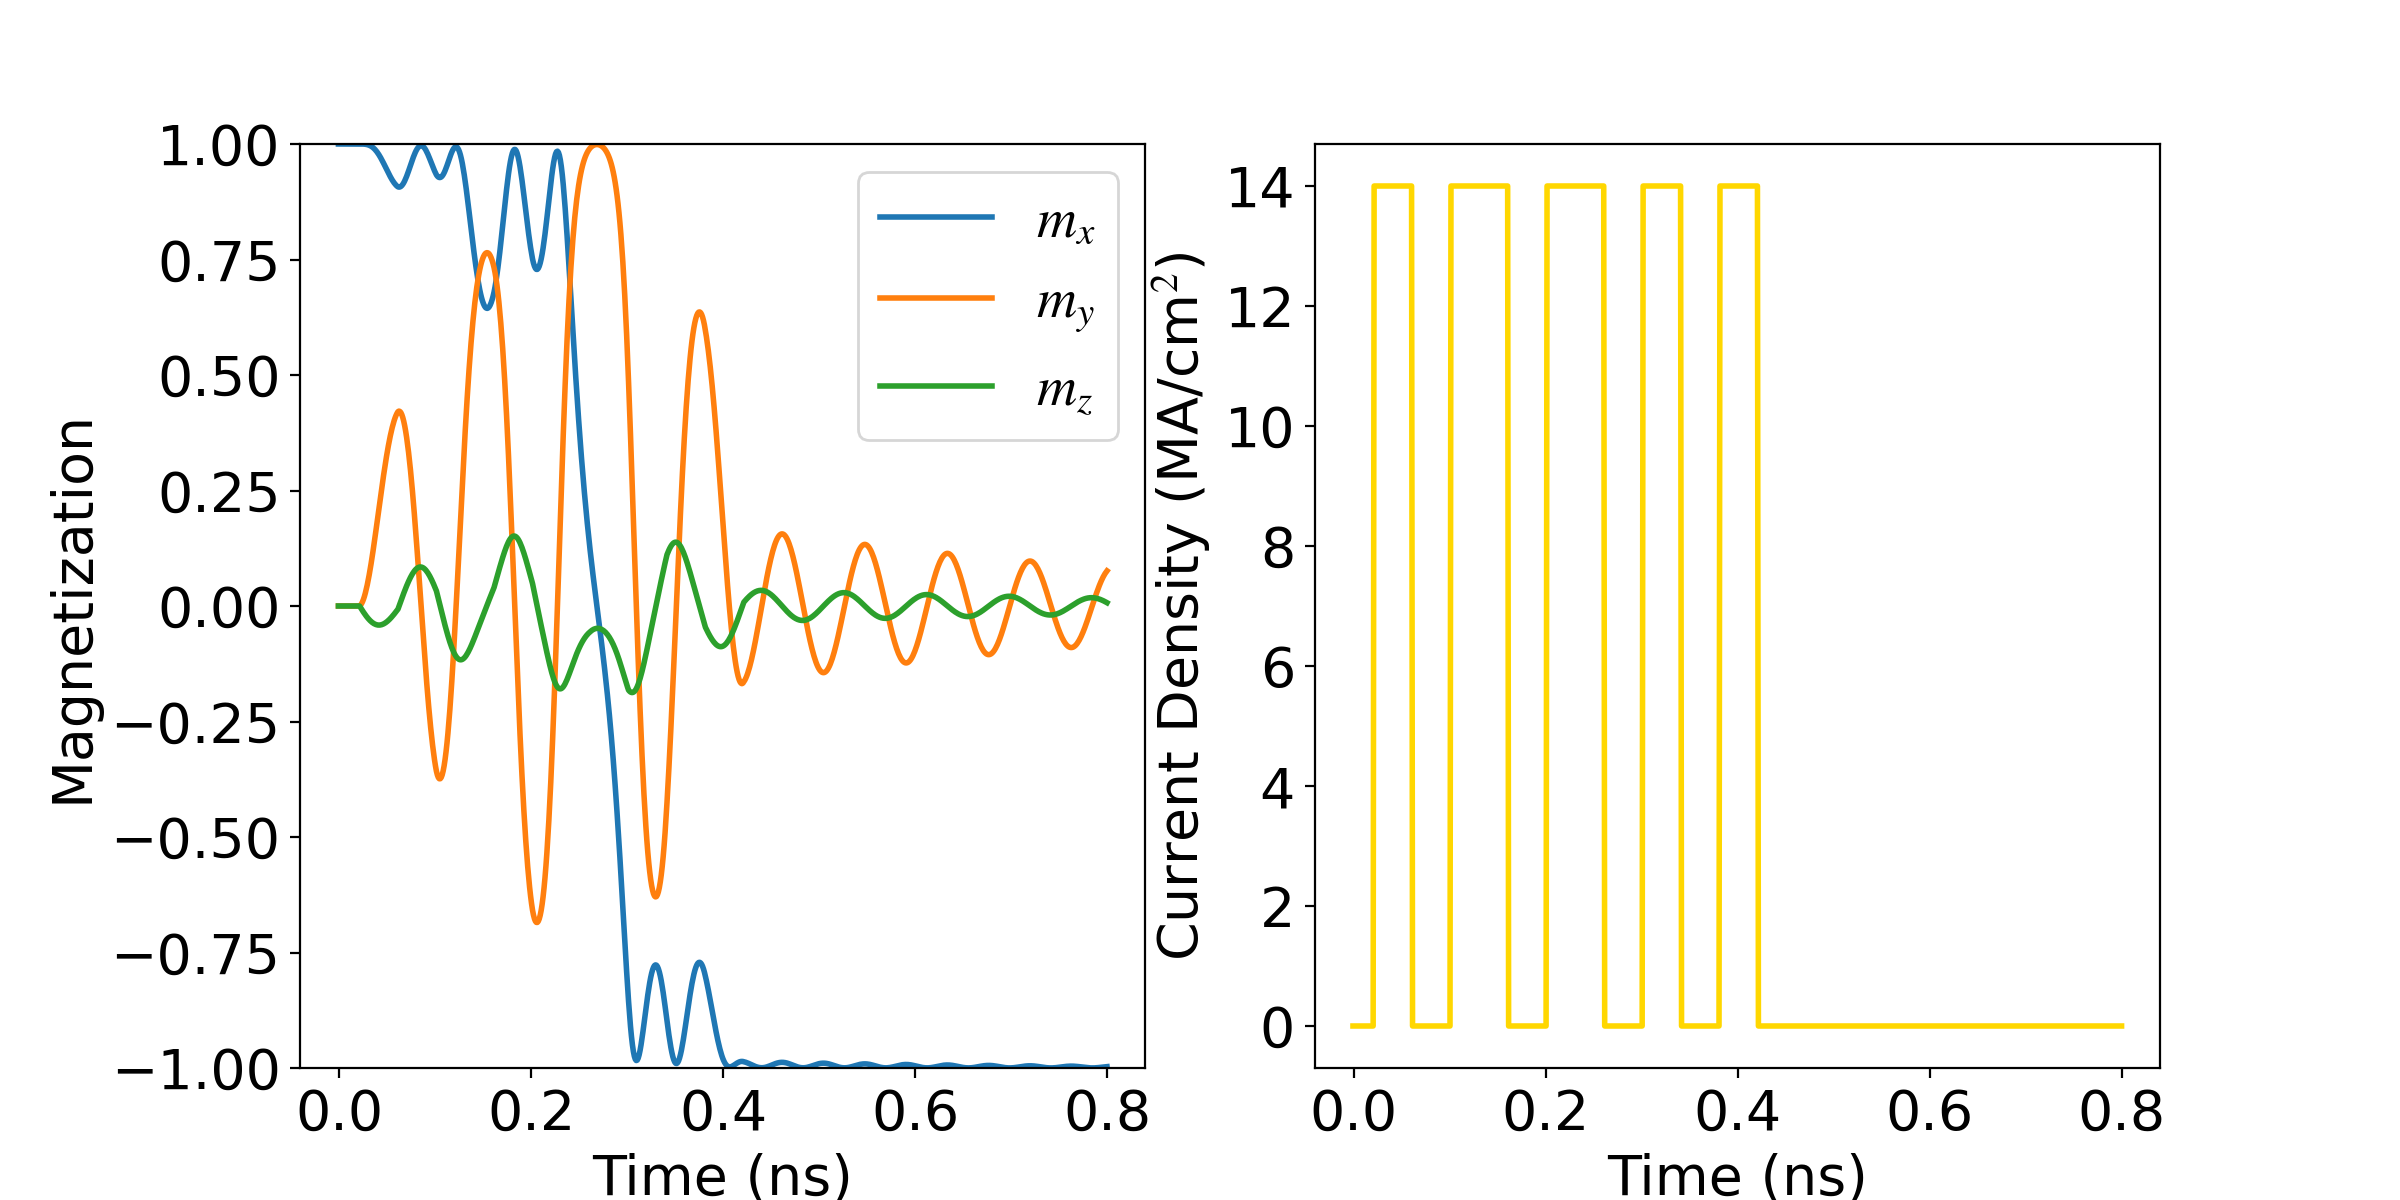 1.00
0.75
0.50
0.25
0.00
−0.25
−0.50
−0.75
−1.00
Magnetization
0.0 0.2 0.4 0.6 0.8
Time (ns)
m_x
m_y
m_z
14
12
10
8
6
4
2
0
Current Density (MA/cm²)
0.0 0.2 0.4 0.6 0.8
Time (ns)